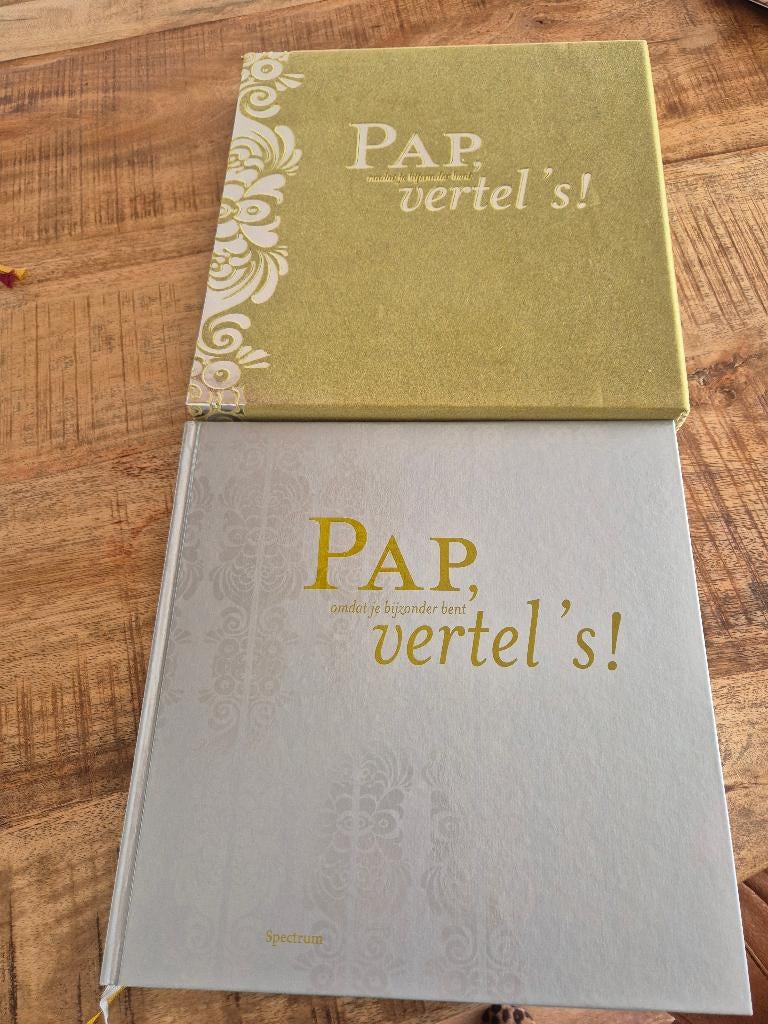 PAP,
omdat je bijzonder bent
vertel 's!
PAP,
omdat je bijzonder bent
vertel 's!
Spectrum